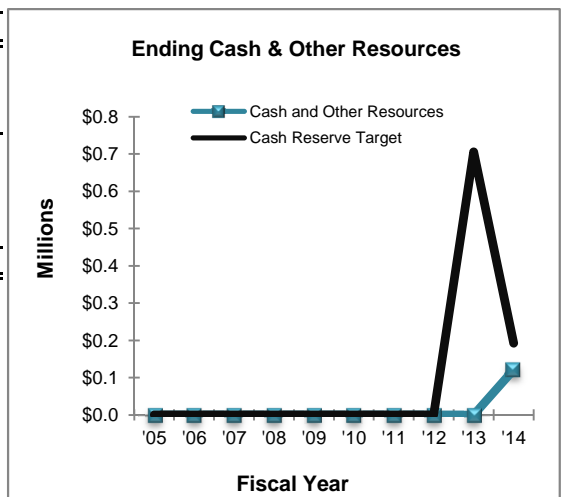 Ending Cash & Other Resources
Cash and Other Resources
Cash Reserve Target
$0.8
$0.7
$0.6
$0.5
$0.4
$0.3
$0.2
$0.1
$0.0
Millions
'05 '06 '07 '08 '09 '10 '11 '12 '13 '14
Fiscal Year